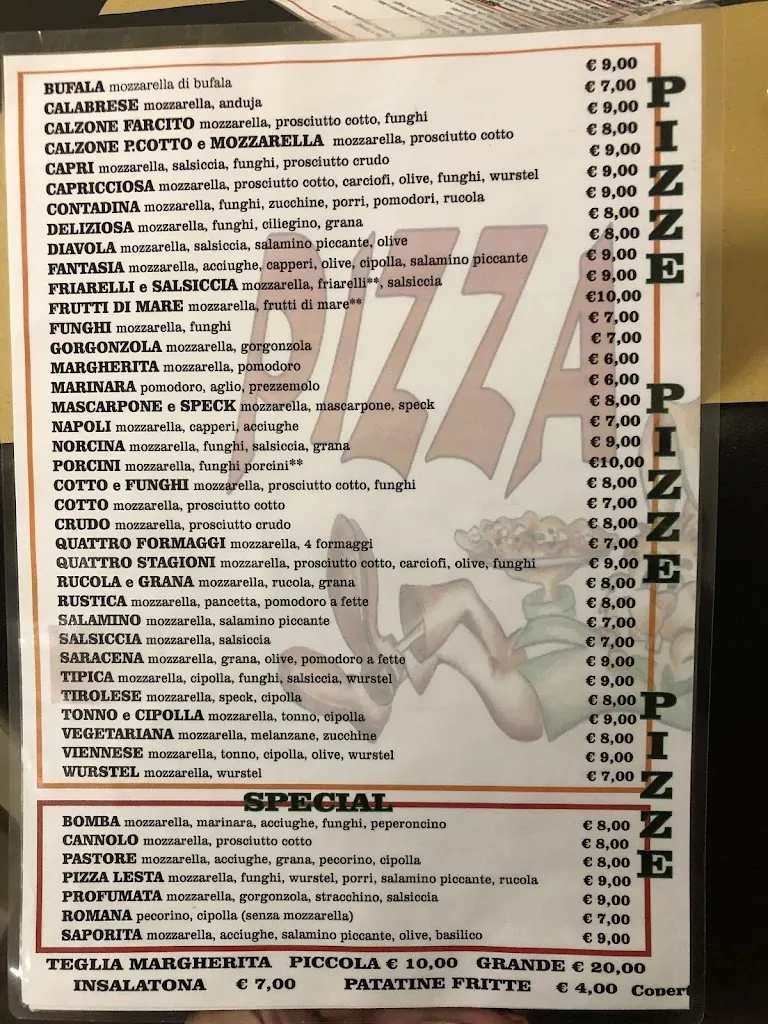 BUFALA mozzarella di bufala € 9,00
CALABRESE mozzarella, anduja € 7,00
CALZONE FARCITO mozzarella, prosciutto cotto, funghi € 9,00
CALZONE P.COTTO e MOZZARELLA mozzarella, prosciutto cotto € 8,00
CAPRI mozzarella, salsiccia, funghi, prosciutto crudo € 9,00
CAPRICCIOSA mozzarella, prosciutto cotto, carciofi, olive, funghi, wurstel € 9,00
CONTADINA mozzarella, funghi, zucchine, porri, pomodori, rucola € 9,00
DELIZIOSA mozzarella, funghi, ciliegino, grana € 8,00
DIAVOLA mozzarella, salsiccia, salamino piccante, olive € 8,00
FANTASIA mozzarella, acciughe, capperi, olive, cipolla, salamino piccante € 9,00
FRIARELLI e SALSICCIA mozzarella, friarelli**, salsiccia € 9,00
FRUTTI DI MARE mozzarella, frutti di mare** €10,00
FUNGHI mozzarella, funghi € 7,00
GORGONZOLA mozzarella, gorgonzola € 7,00
MARGHERITA mozzarella, pomodoro € 6,00
MARINARA pomodoro, aglio, prezzemolo € 6,00
MASCARPONE e SPECK mozzarella, mascarpone, speck € 8,00
NAPOLI mozzarella, capperi, acciughe € 7,00
NORCINA mozzarella, funghi, salsiccia, grana € 9,00
PORCINI mozzarella, funghi porcini** €10,00
COTTO e FUNGHI mozzarella, prosciutto cotto, funghi € 8,00
COTTO mozzarella, prosciutto cotto € 7,00
CRUDO mozzarella, prosciutto crudo € 8,00
QUATTRO FORMAGGI mozzarella, 4 formaggi € 7,00
QUATTRO STAGIONI mozzarella, prosciutto cotto, carciofi, olive, funghi € 9,00
RUCOLA e GRANA mozzarella, rucola, grana € 8,00
RUSTICA mozzarella, pancetta, pomodoro a fette € 8,00
SALAMINO mozzarella, salamino piccante € 7,00
SALSICCIA mozzarella, salsiccia € 7,00
SARACENA mozzarella, grana, olive, pomodoro a fette € 9,00
TIPICA mozzarella, cipolla, funghi, salsiccia, wurstel € 9,00
TIROLESE mozzarella, speck, cipolla € 8,00
TONNO e CIPOLLA mozzarella, tonno, cipolla € 9,00
VEGETARIANA mozzarella, melanzane, zucchine € 8,00
VIENNESE mozzarella, tonno, cipolla, olive, wurstel € 9,00
WURSTEL mozzarella, wurstel € 7,00
PIZZE
PIZZE
PIZZE
PIZZA
SPECIAL
BOMBA mozzarella, marinara, acciughe, funghi, peperoncino € 8,00
CANNOLO mozzarella, prosciutto cotto € 8,00
PASTORE mozzarella, acciughe, grana, pecorino, cipolla € 8,00
PIZZA LESTA mozzarella, funghi, wurstel, porri, salamino piccante, rucola € 9,00
PROFUMATA mozzarella, gorgonzola, stracchino, salsiccia € 9,00
ROMANA pecorino, cipolla (senza mozzarella) € 7,00
SAPORITA mozzarella, acciughe, salamino piccante, olive, basilico € 9,00
TEGLIA MARGHERITA PICCOLA € 10,00 GRANDE € 20,00
INSALATONA € 7,00 PATATINE FRITTE € 4,00 Copert